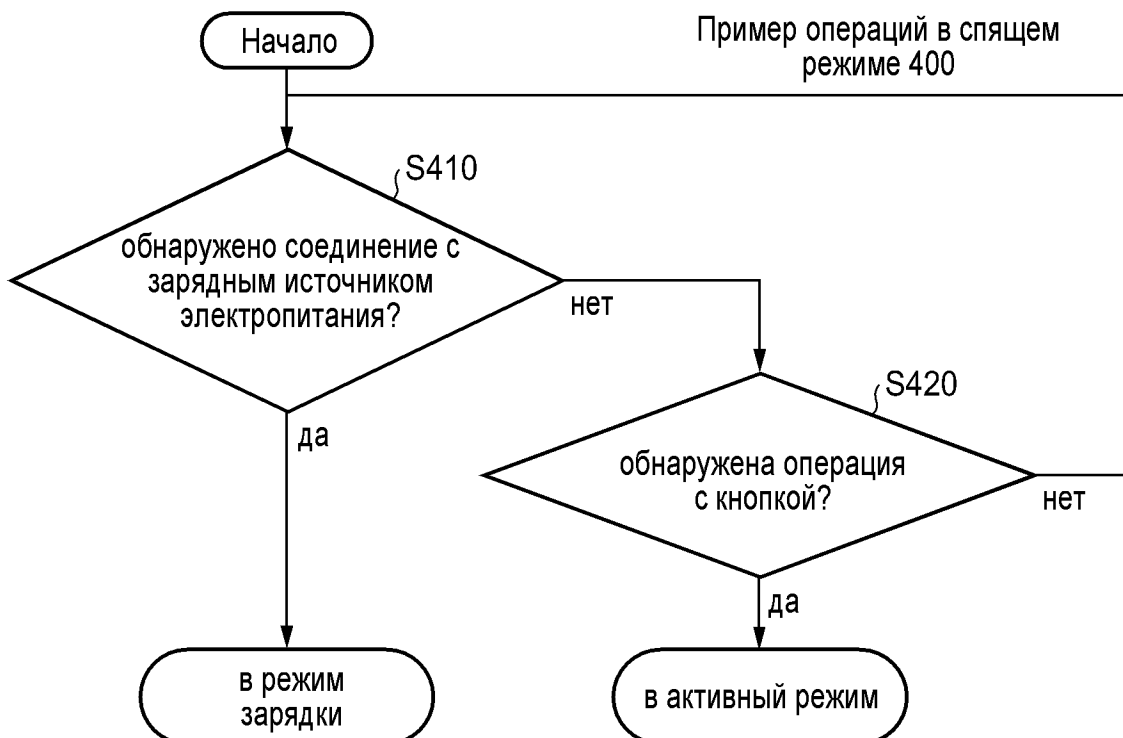 Начало
Пример операций в спящем
режиме 400
S410
обнаружено соединение с
зарядным источником
электропитания?
нет
да
S420
обнаружена операция
с кнопкой?
нет
да
в режим
зарядки
в активный режим